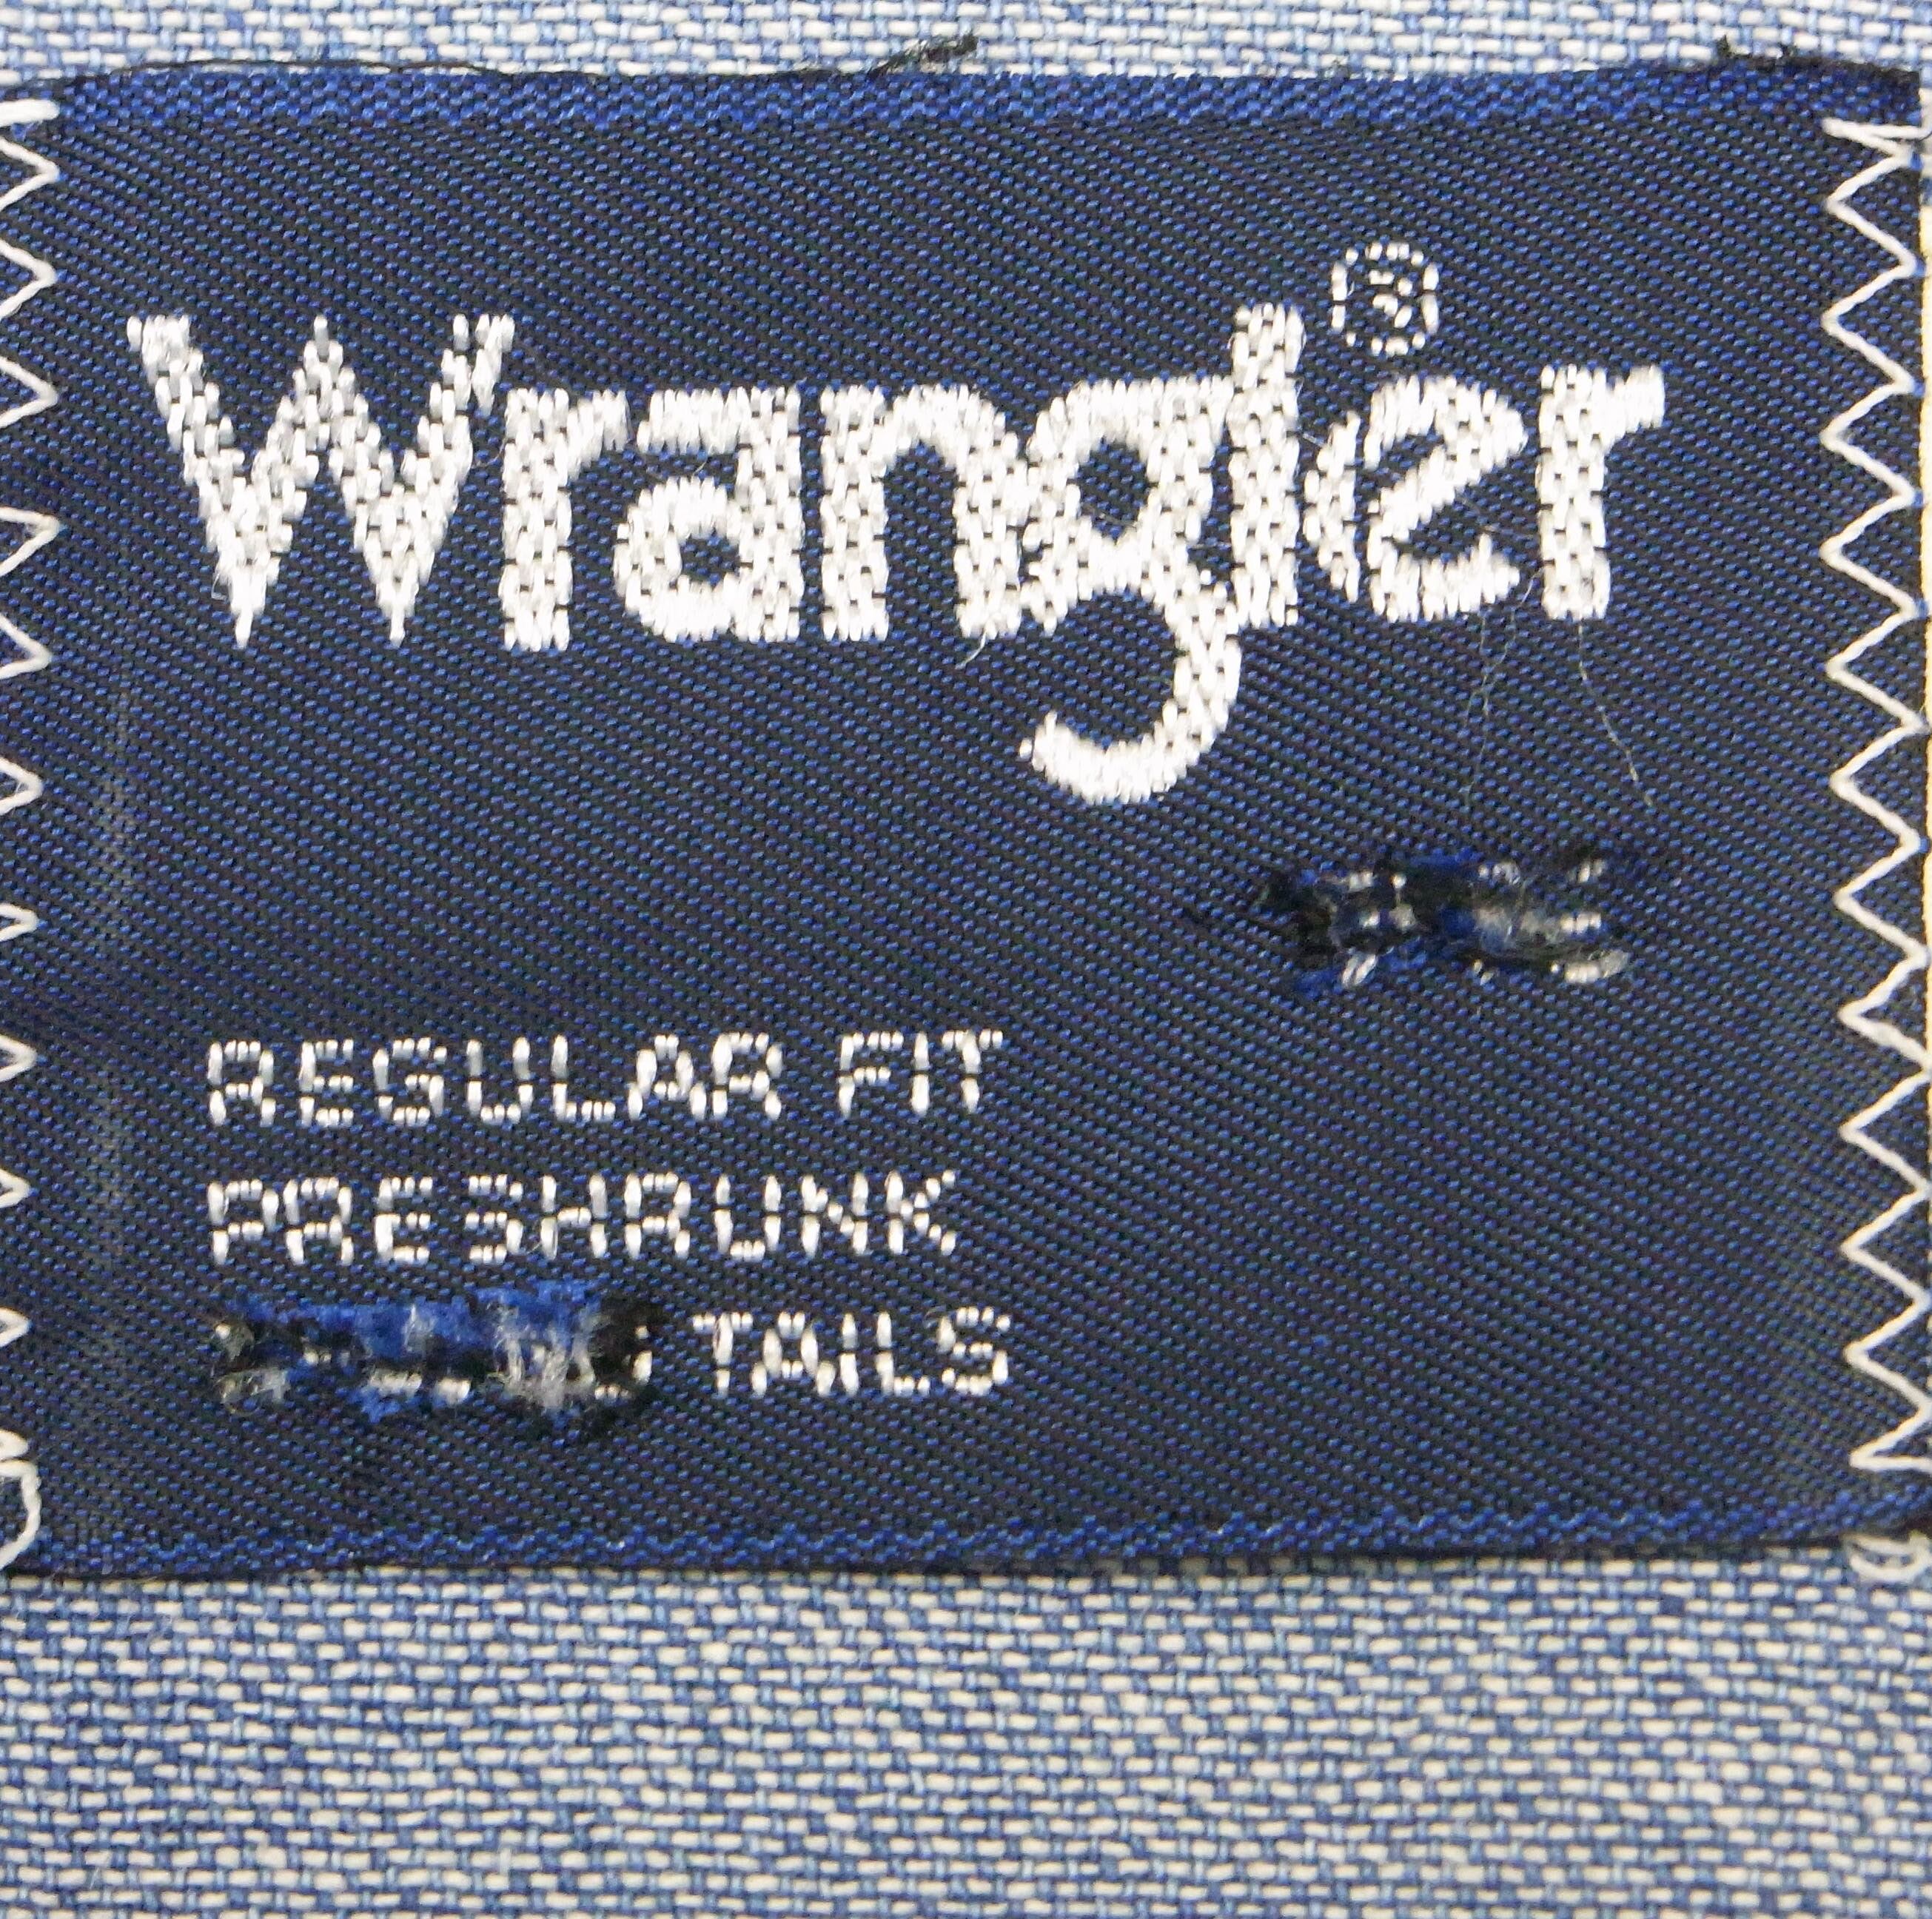 Wrangler®
REGULAR FIT
PRESHRUNK
TAILS